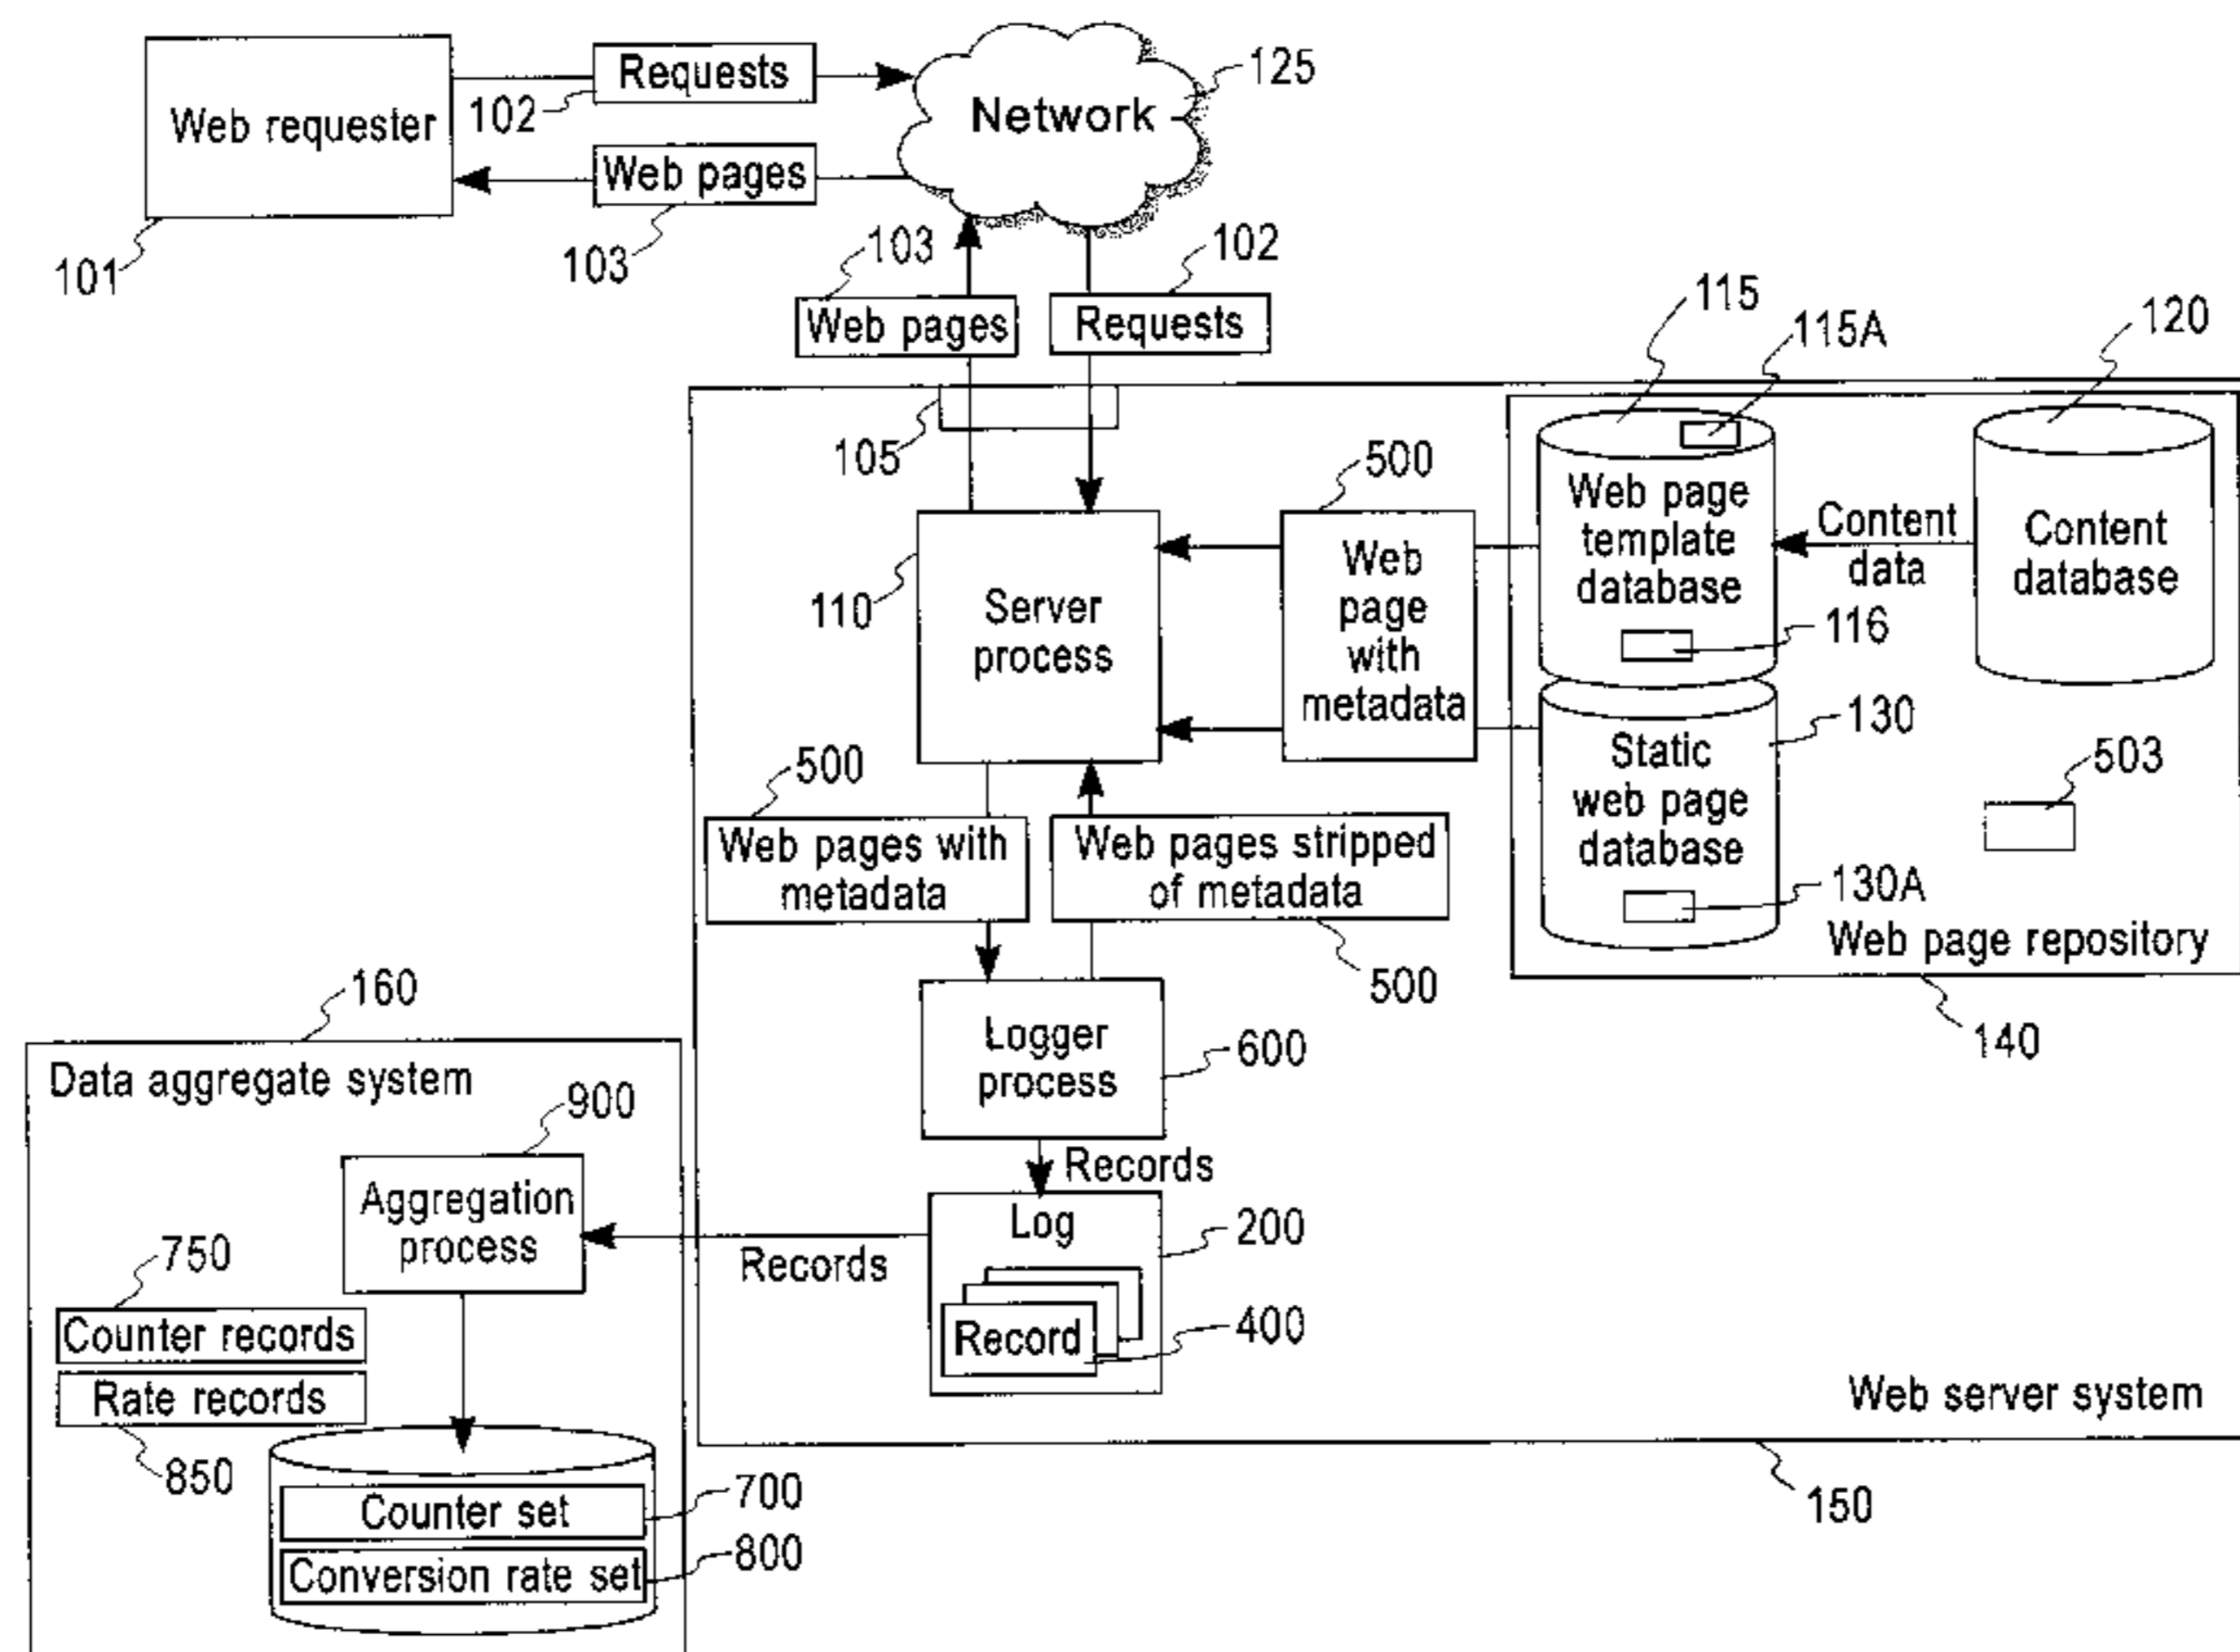 Web requester
101
Requests
102
Web pages
103
Network
125
103
Web pages
102
Requests
105
110
Server
process
500
Web
page
with
metadata
115
115A
120
Web page
template
database
116
Content
data
Content
database
130
Static
web page
database
130A
503
Web page repository
140
500
Web pages with
metadata
Web pages stripped
of metadata
500
Logger
process
600
Records
Log
200
Record
400
Records
Web server system
150
160
Data aggregate system
900
Aggregation
process
750
Counter records
Rate records
850
Counter set
700
Conversion rate set
800